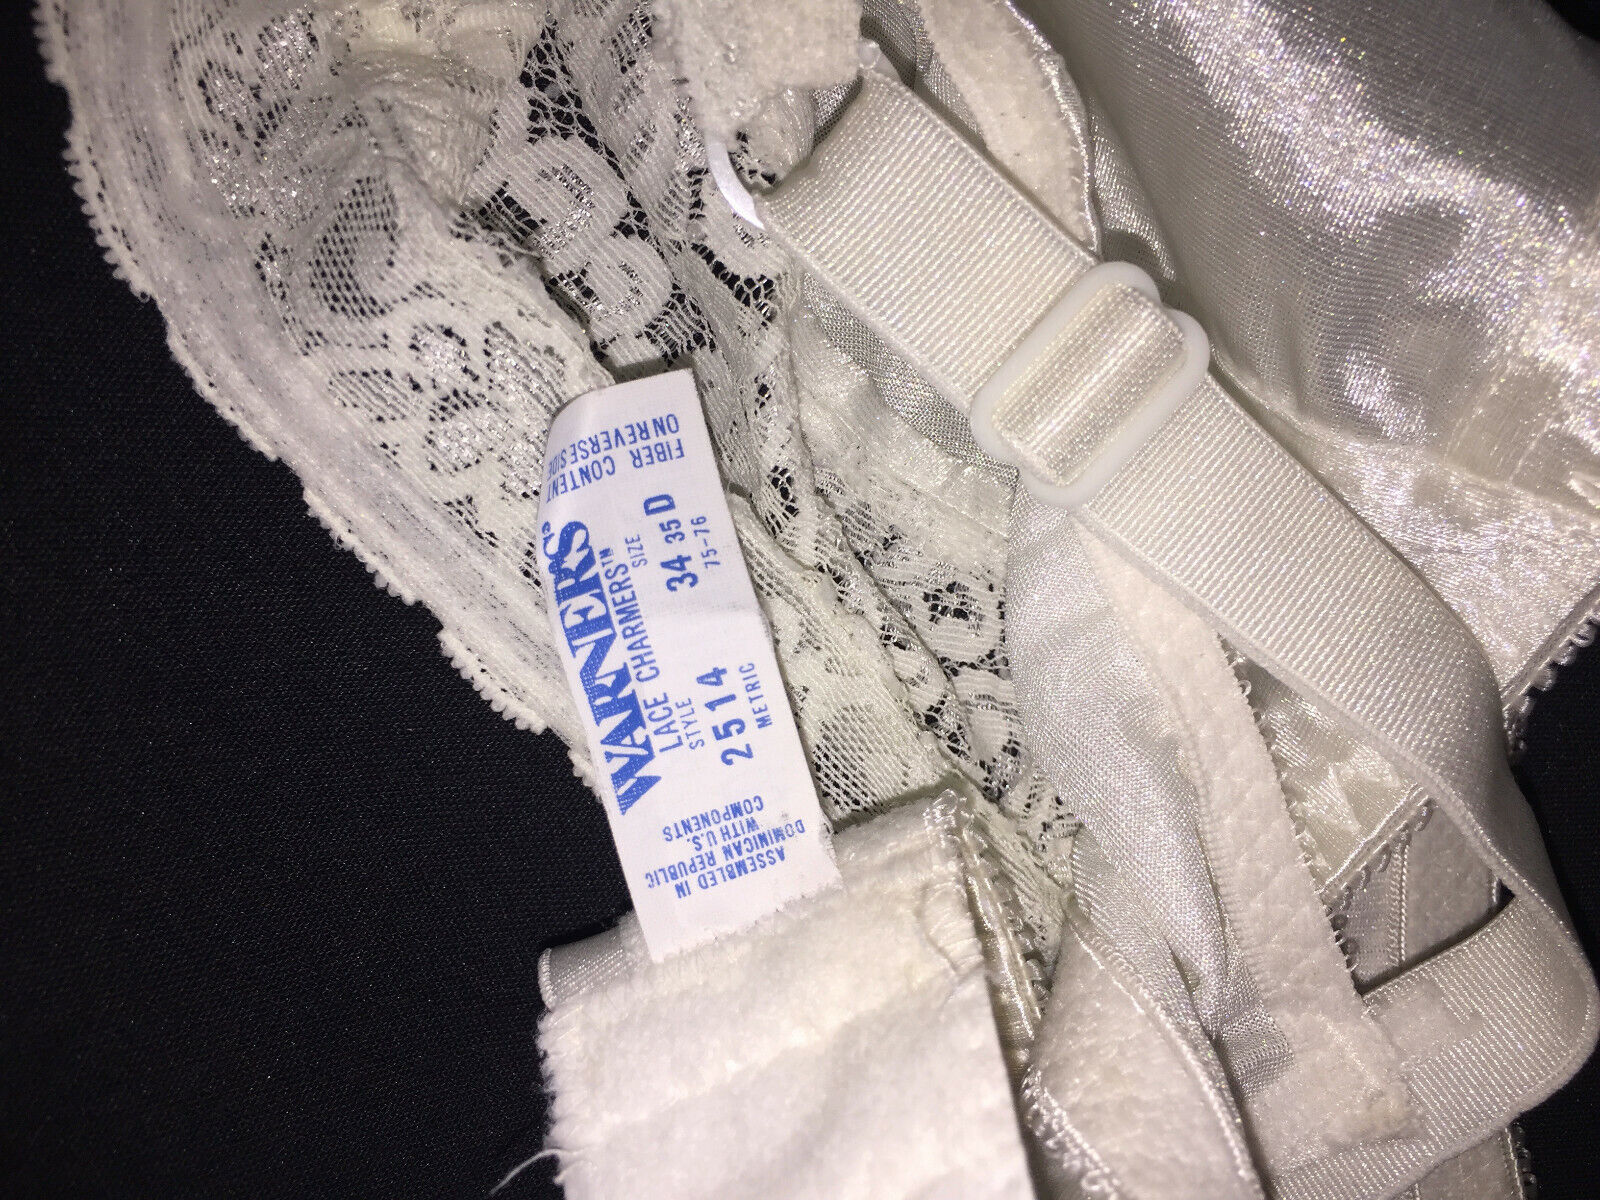 FIBER CONTENT
ON REVERSE SIDE
WARNER'S
LACE CHARMERS™
STYLE SIZE
2514 34 35 D
METRIC 75-76
ASSEMBLED IN
DOMINICAN REPUBLIC
WITH U.S.
COMPONENTS